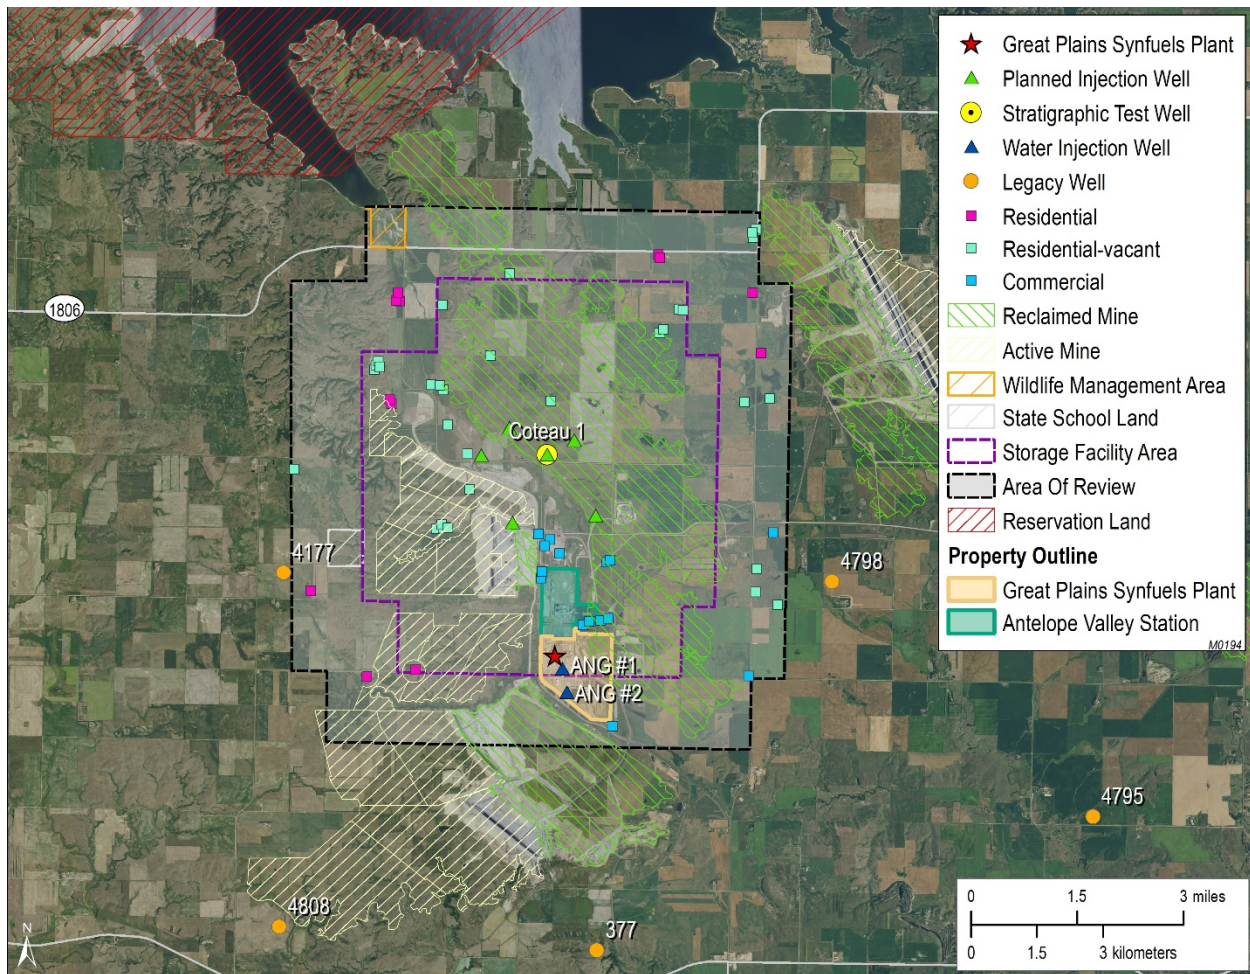 Great Plains Synfuels Plant
Planned Injection Well
Stratigraphic Test Well
Water Injection Well
Legacy Well
Residential
Residential-vacant
Commercial
Reclaimed Mine
Active Mine
Wildlife Management Area
State School Land
Storage Facility Area
Area Of Review
Reservation Land
Property Outline
Great Plains Synfuels Plant
Antelope Valley Station
M0194
1806
Coteau 1
4177
4798
ANG #1
ANG #2
4795
4808
377
N
0 1.5 3 miles
0 1.5 3 kilometers